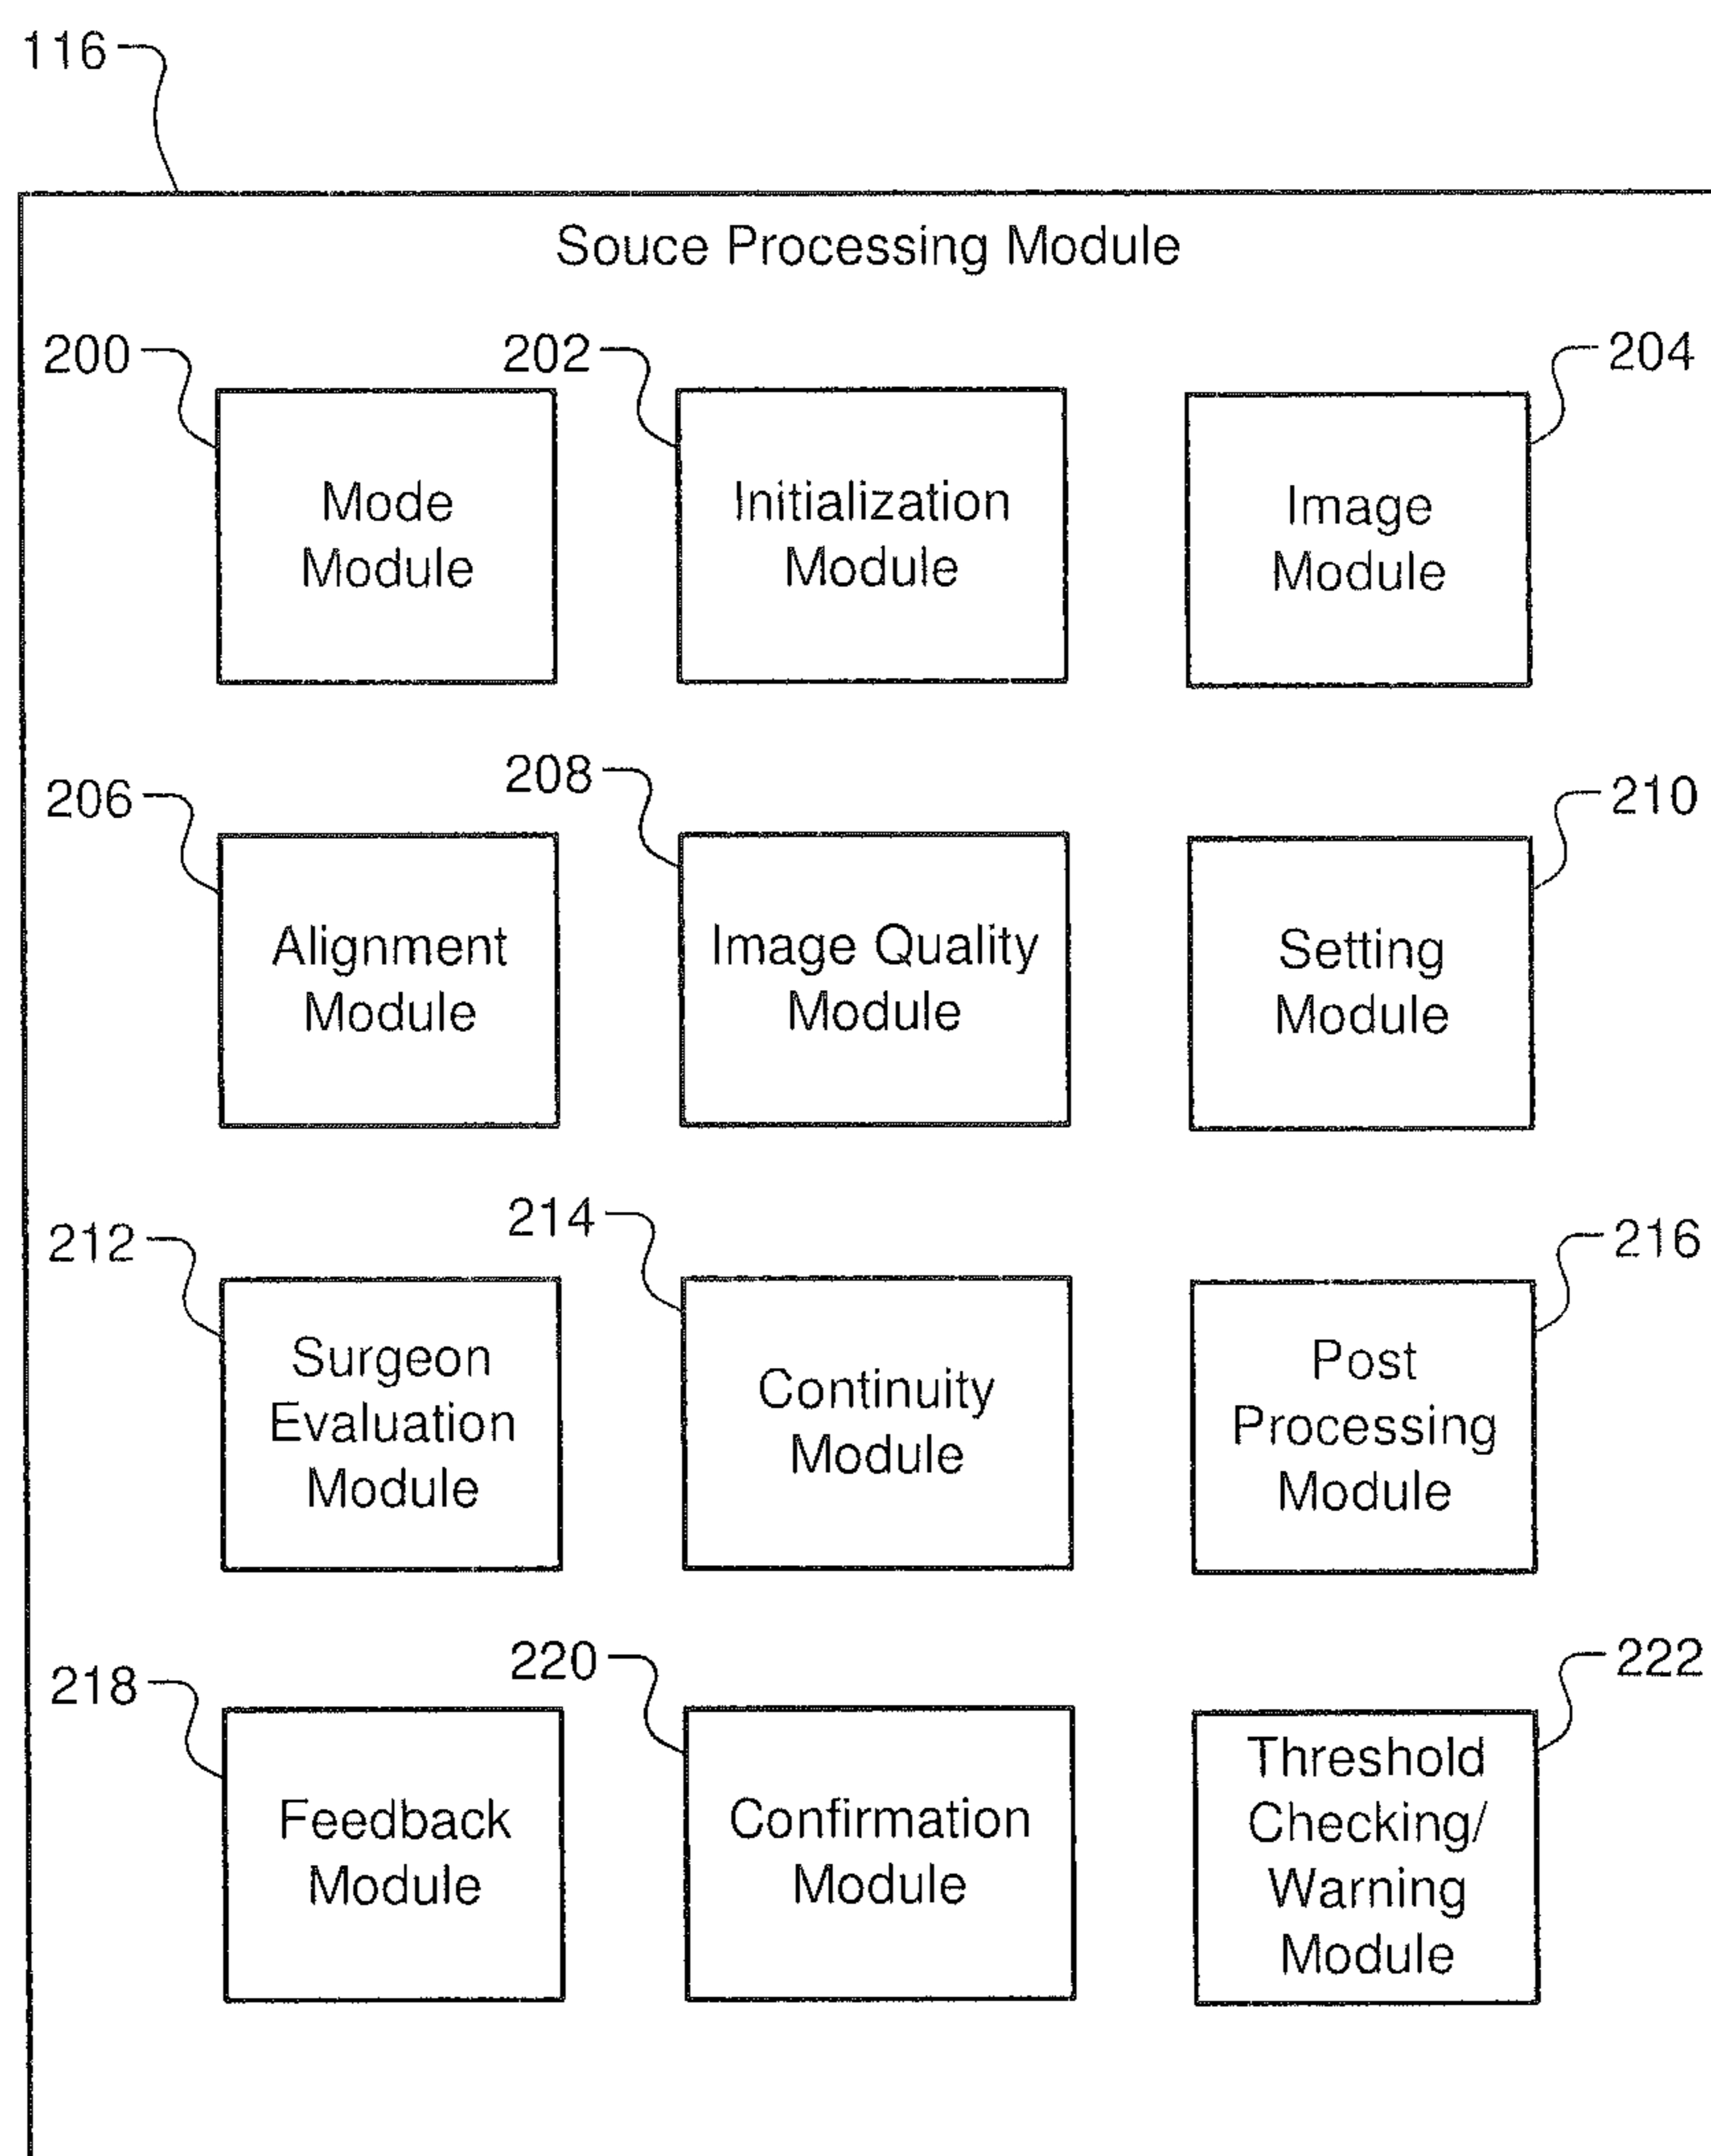 116
Souce Processing Module
200
202
204
Mode
Module
Initialization
Module
Image
Module
206
208
210
Alignment
Module
Image Quality
Module
Setting
Module
212
214
216
Surgeon
Evaluation
Module
Continuity
Module
Post
Processing
Module
218
220
222
Feedback
Module
Confirmation
Module
Threshold
Checking/
Warning
Module